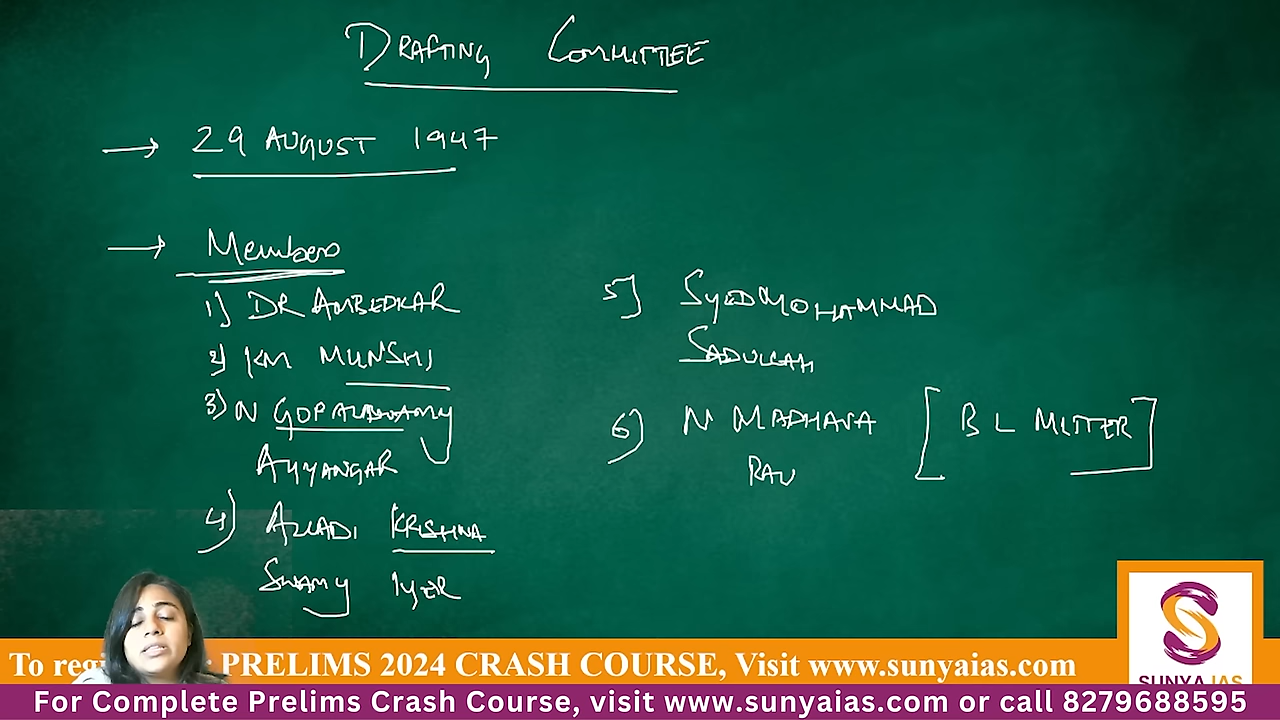 DRAFTING COMMITTEE
→ 29 AUGUST 1947
→ Members
1) DR AMBEDKAR
2) KM MUNSHI
3) N GOPALASWAMY
AYYANGAR
4) ALLADI KRISHNA
SWAMY IYER
5) SYED MOHAMMAD
SADULLAH
6) N MADHAVA [B L MITTER]
RAU
To regi PRELIMS 2024 CRASH COURSE, Visit www.sunyaias.com
SUNYA IAS
For Complete Prelims Crash Course, visit www.sunyaias.com or call 8279688595